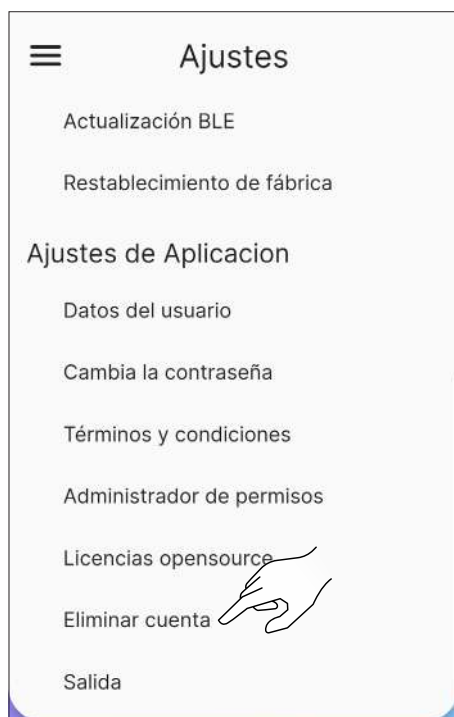 Ajustes
Actualización BLE
Restablecimiento de fábrica
Ajustes de Aplicacion
Datos del usuario
Cambia la contraseña
Términos y condiciones
Administrador de permisos
Licencias opensource
Eliminar cuenta
Salida